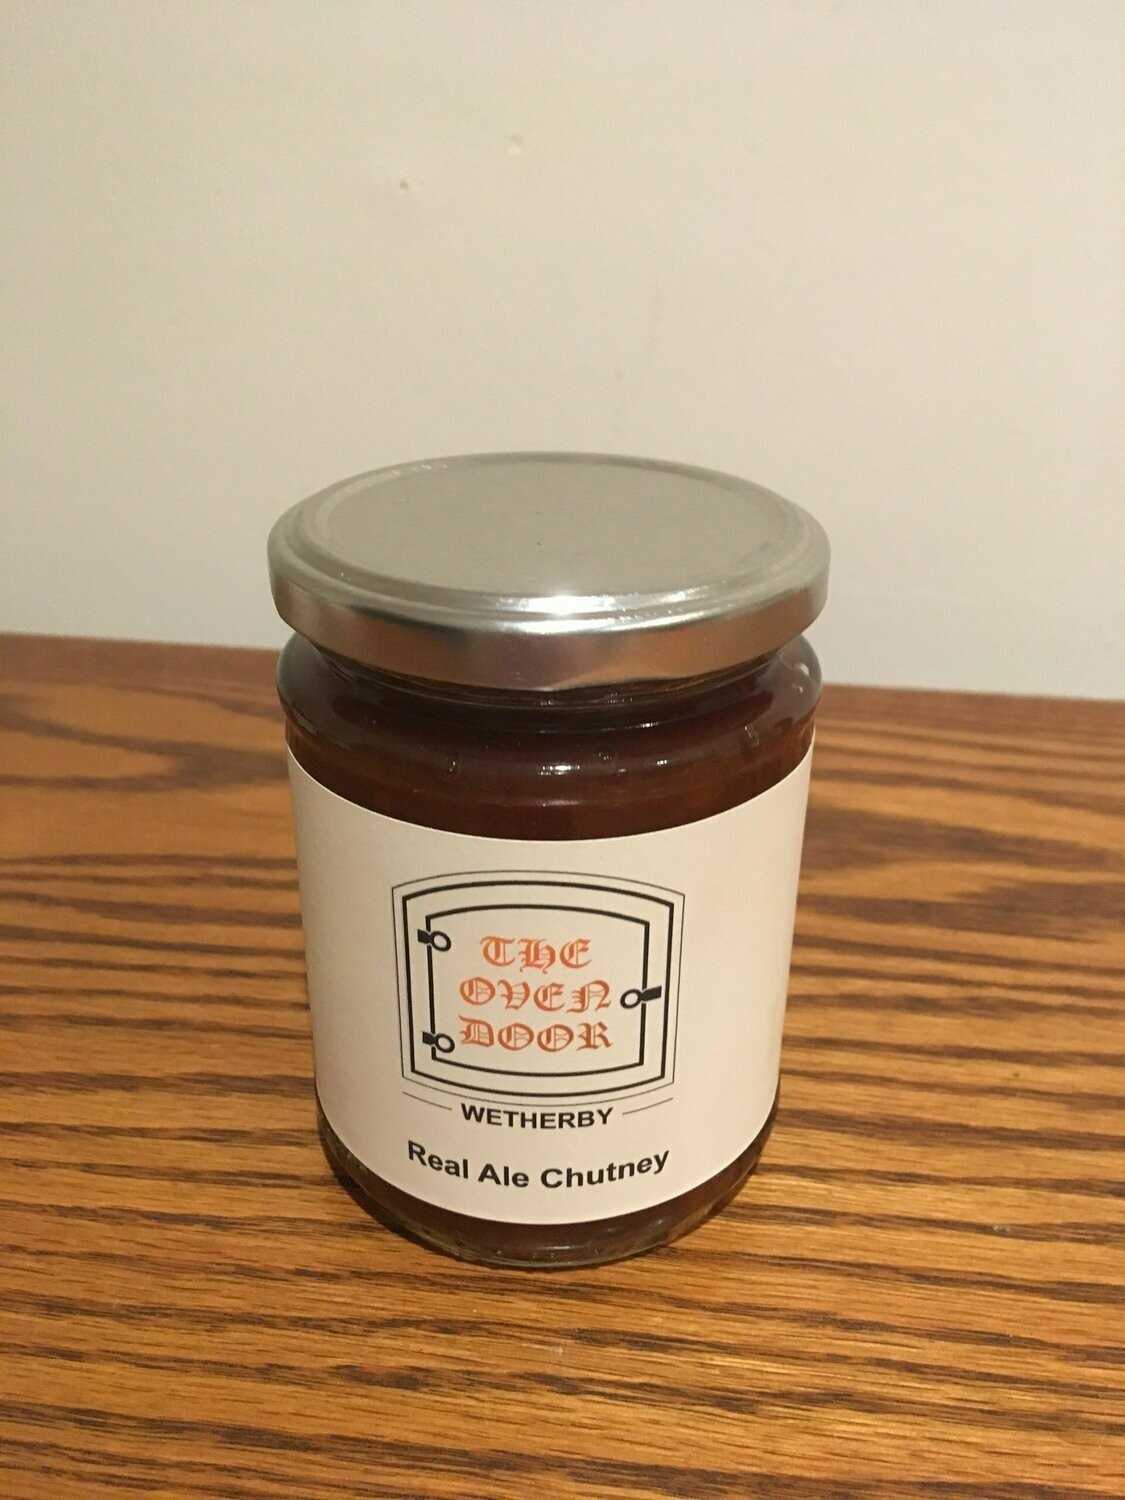 THE
OVEN
DOOR
WETHERBY
Real Ale Chutney